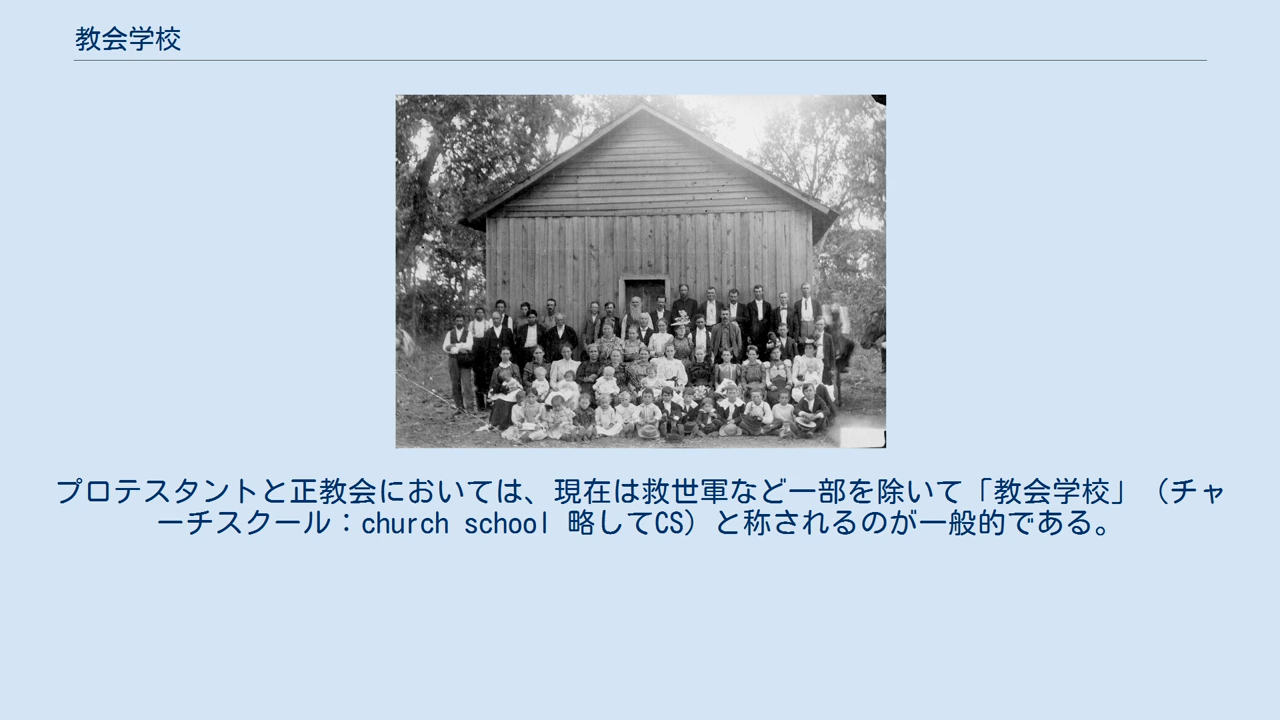 教会学校
プロテスタントと正教会においては、現在は救世軍など一部を除いて「教会学校」（チャ
ーチスクール：church school 略してCS）と称されるのが一般的である。